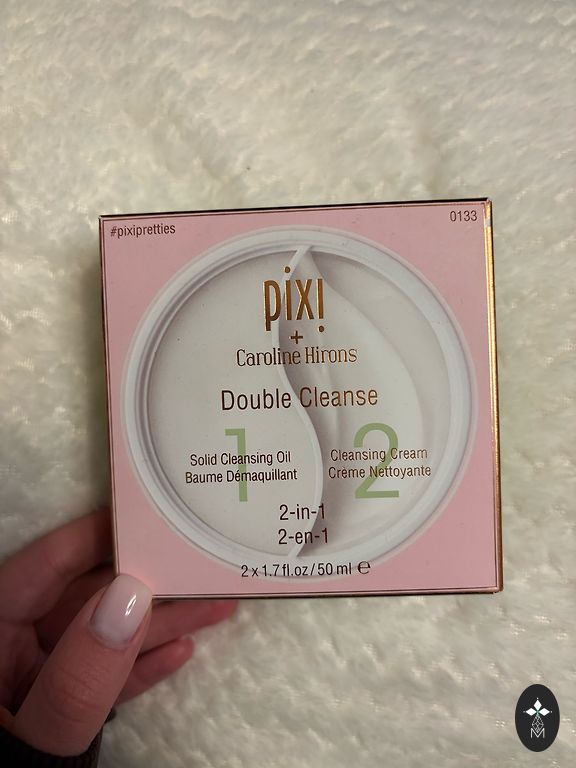 #pixipretties
0133
pixi
+
Caroline Hirons
Double Cleanse
1
Solid Cleansing Oil
Baume Démaquillant
2
Cleansing Cream
Crème Nettoyante
2-in-1
2-en-1
2 x 1.7 fl.oz/50 ml ℮
M